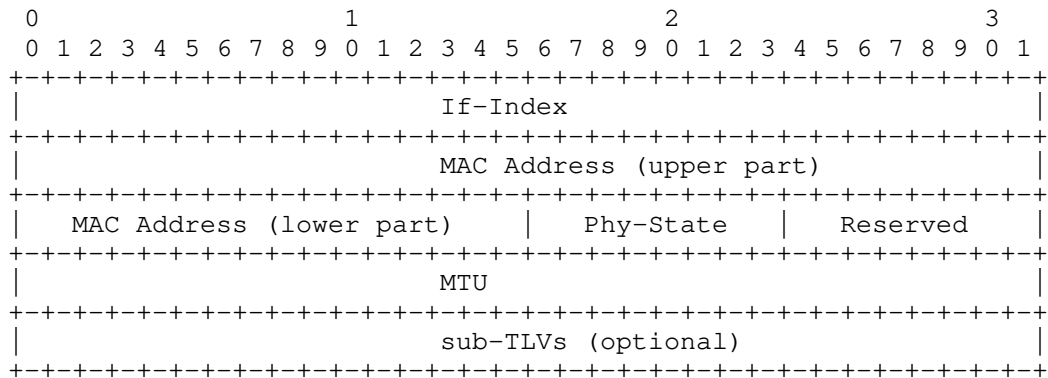 0                   1                   2                   3
 0 1 2 3 4 5 6 7 8 9 0 1 2 3 4 5 6 7 8 9 0 1 2 3 4 5 6 7 8 9 0 1
+-+-+-+-+-+-+-+-+-+-+-+-+-+-+-+-+-+-+-+-+-+-+-+-+-+-+-+-+-+-+-+-+
|                          If-Index                             |
+-+-+-+-+-+-+-+-+-+-+-+-+-+-+-+-+-+-+-+-+-+-+-+-+-+-+-+-+-+-+-+-+
|                          MAC Address (upper part)             |
+-+-+-+-+-+-+-+-+-+-+-+-+-+-+-+-+-+-+-+-+-+-+-+-+-+-+-+-+-+-+-+-+
|   MAC Address (lower part)    |   Phy-State   |   Reserved    |
+-+-+-+-+-+-+-+-+-+-+-+-+-+-+-+-+-+-+-+-+-+-+-+-+-+-+-+-+-+-+-+-+
|                          MTU                                  |
+-+-+-+-+-+-+-+-+-+-+-+-+-+-+-+-+-+-+-+-+-+-+-+-+-+-+-+-+-+-+-+-+
|                          sub-TLVs (optional)                  |
+-+-+-+-+-+-+-+-+-+-+-+-+-+-+-+-+-+-+-+-+-+-+-+-+-+-+-+-+-+-+-+-+